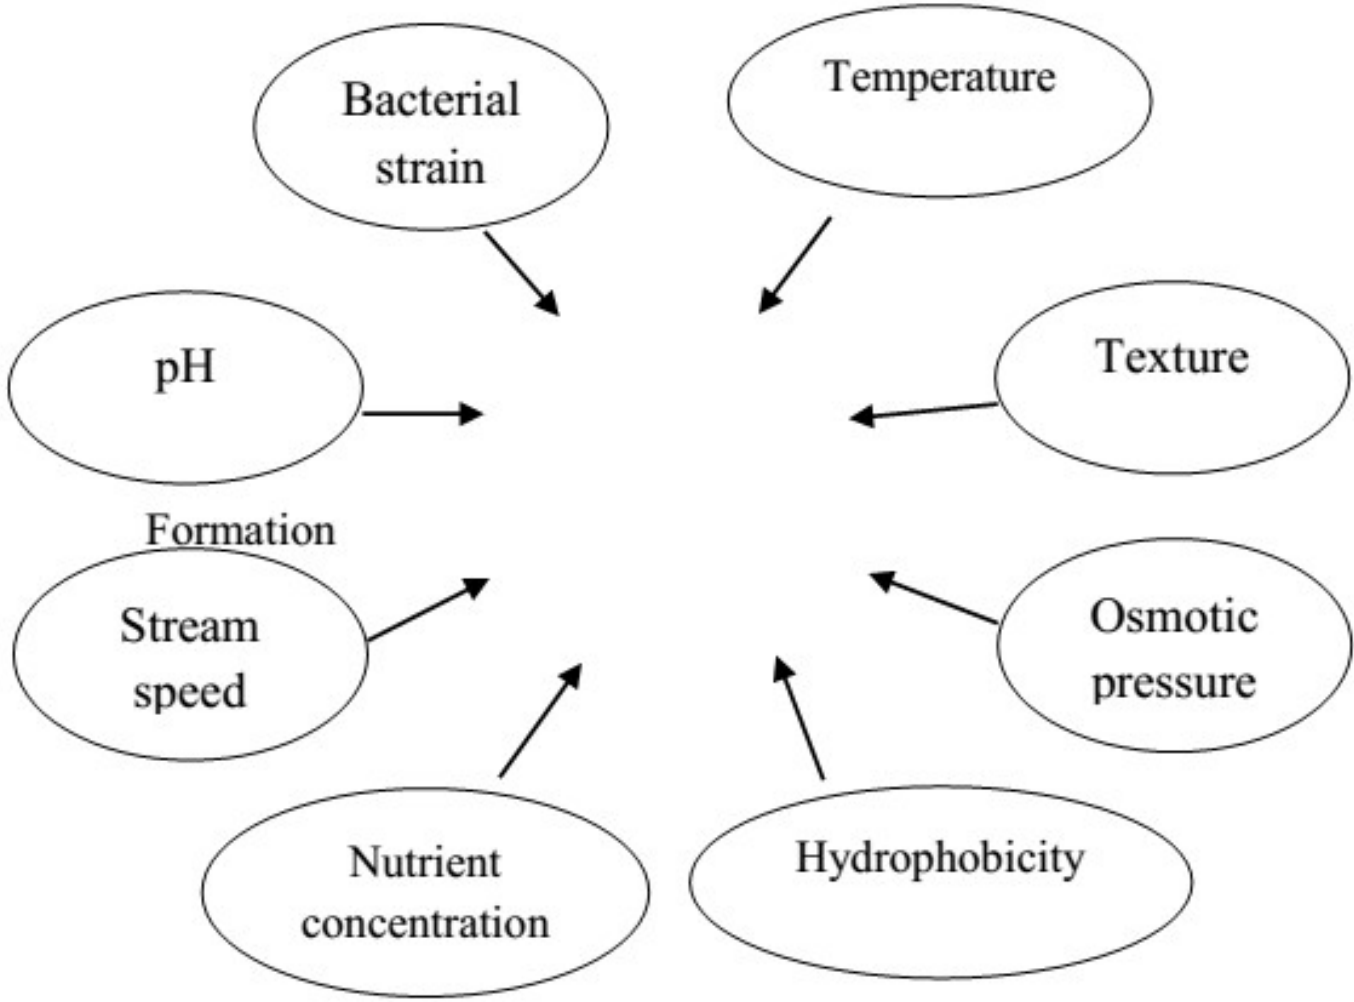 Bacterial
strain
Temperature
pH
Texture
Formation
Stream
speed
Osmotic
pressure
Nutrient
concentration
Hydrophobicity